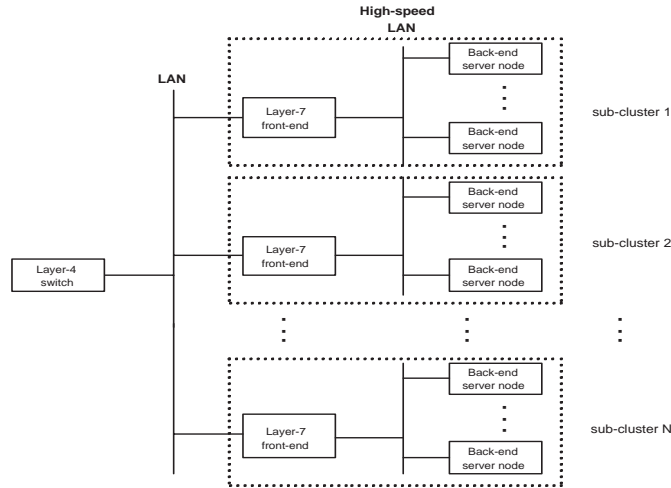 High-speed
LAN
LAN
Back-end
server node
Layer-7
front-end
Back-end
server node
sub-cluster 1
Back-end
server node
Layer-7
front-end
Back-end
server node
sub-cluster 2
Layer-4
switch
Back-end
server node
Layer-7
front-end
Back-end
server node
sub-cluster N